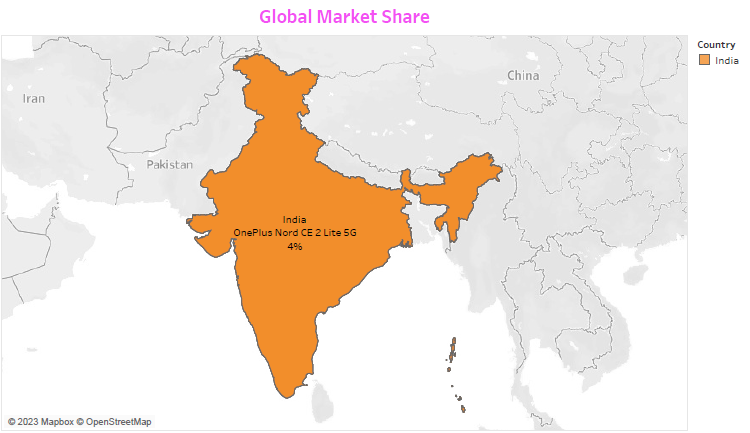 Global Market Share
Country
India
China
Iran
Pakistan
India
OnePlus Nord CE 2 Lite 5G
4%
© 2023 Mapbox © OpenStreetMap